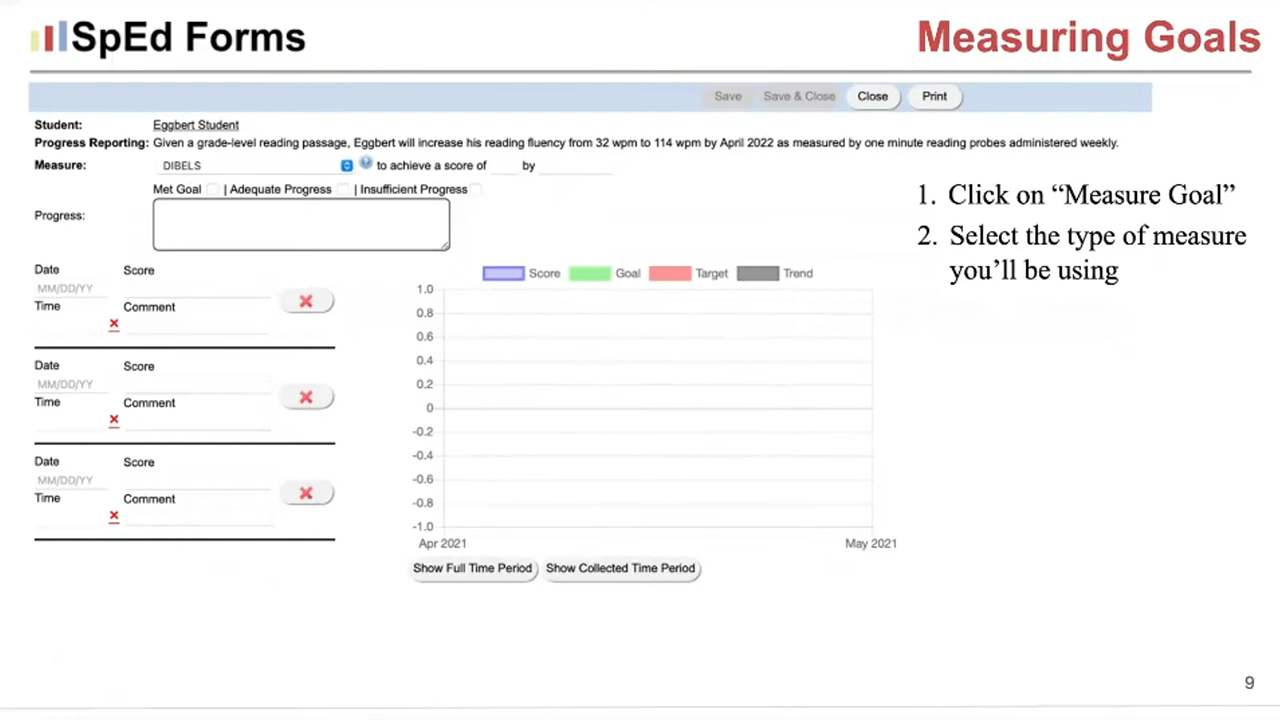 SpEd Forms
Measuring Goals
Save Save & Close Close Print
Student: Eggbert Student
Progress Reporting: Given a grade-level reading passage, Eggbert will increase his reading fluency from 32 wpm to 114 wpm by April 2022 as measured by one minute reading probes administered weekly.
Measure: DIBELS to achieve a score of by
Met Goal | Adequate Progress | Insufficient Progress
Progress:
1. Click on “Measure Goal”
2. Select the type of measure
you’ll be using
Date Score
MM/DD/YY
Time Comment
Date Score
MM/DD/YY
Time Comment
Date Score
MM/DD/YY
Time Comment
Score Goal Target Trend
1.0
0.8
0.6
0.4
0.2
0
-0.2
-0.4
-0.6
-0.8
-1.0
Apr 2021 May 2021
Show Full Time Period Show Collected Time Period
9